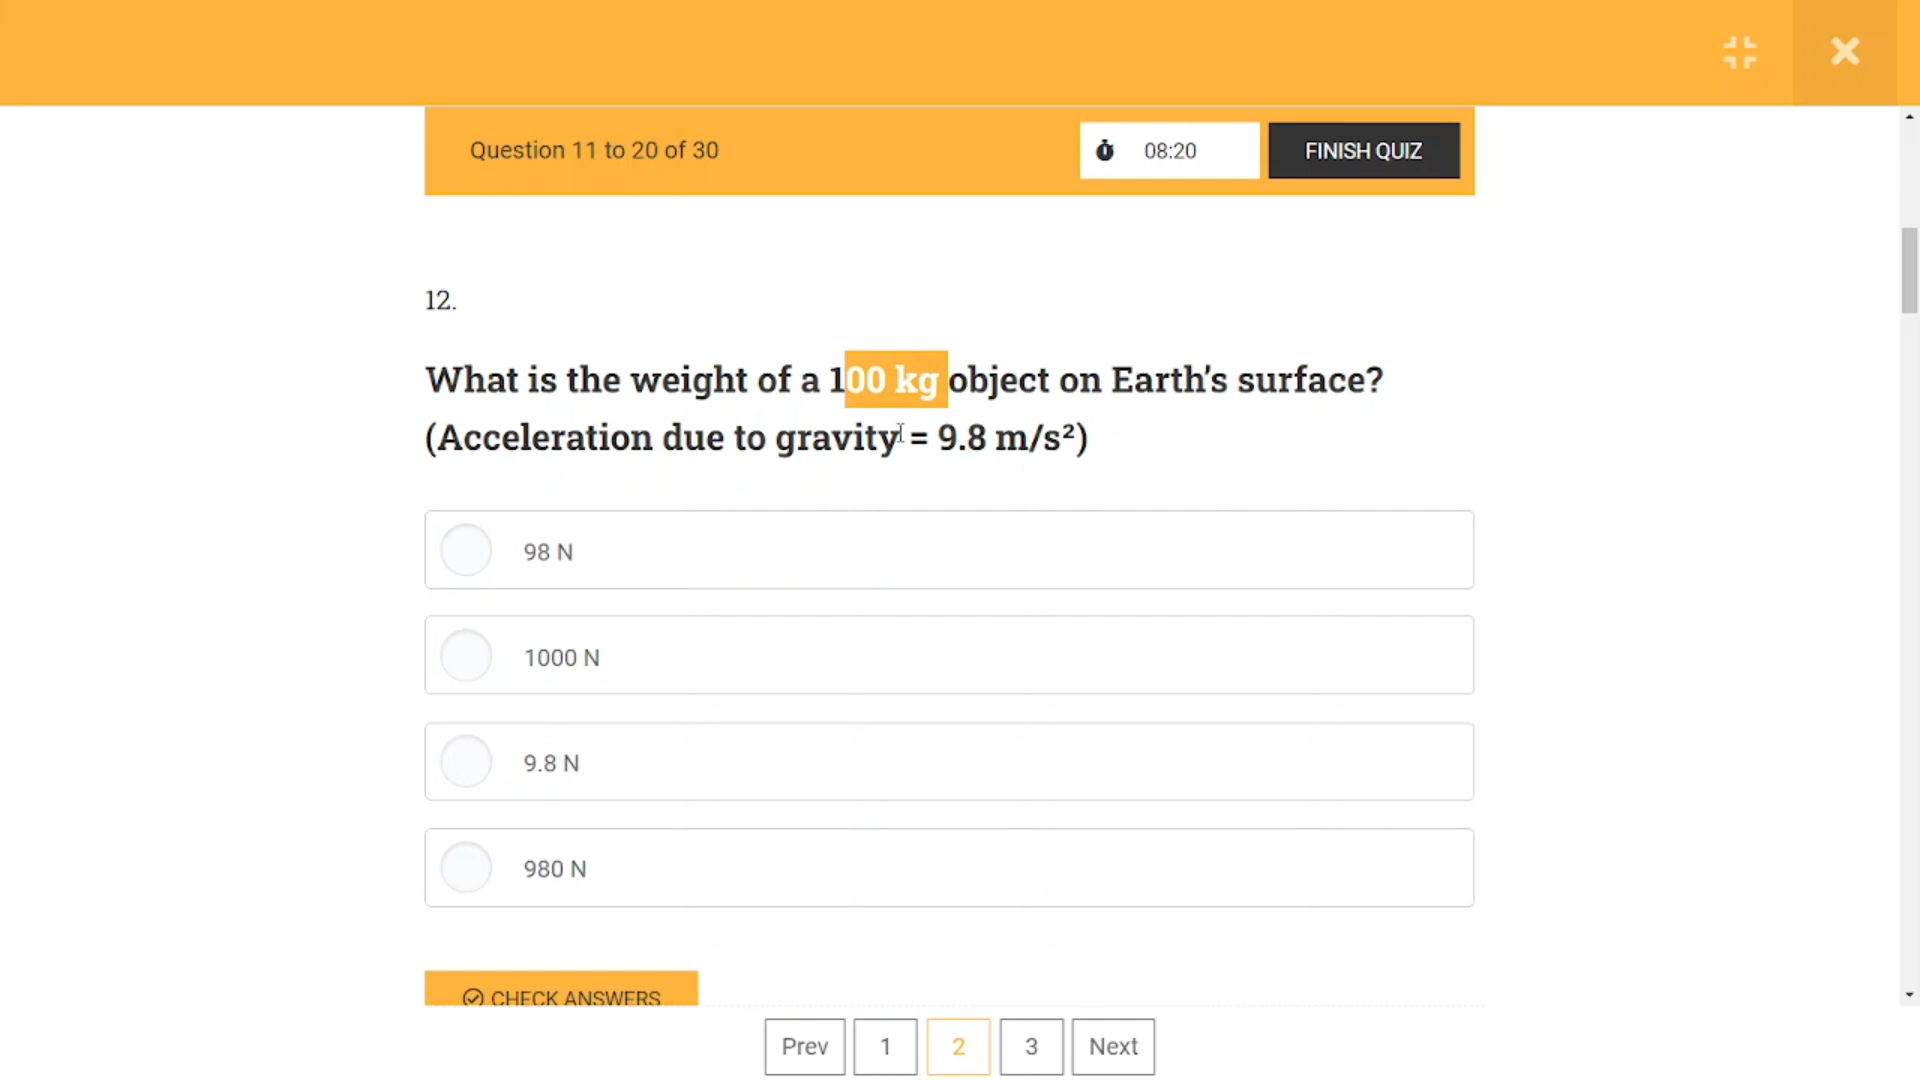 Question 11 to 20 of 30
08:20
FINISH QUIZ
12.
What is the weight of a 100 kg object on Earth's surface?
(Acceleration due to gravity = 9.8 m/s²)
98 N
1000 N
9.8 N
980 N
CHECK ANSWERS
Prev 1 2 3 Next